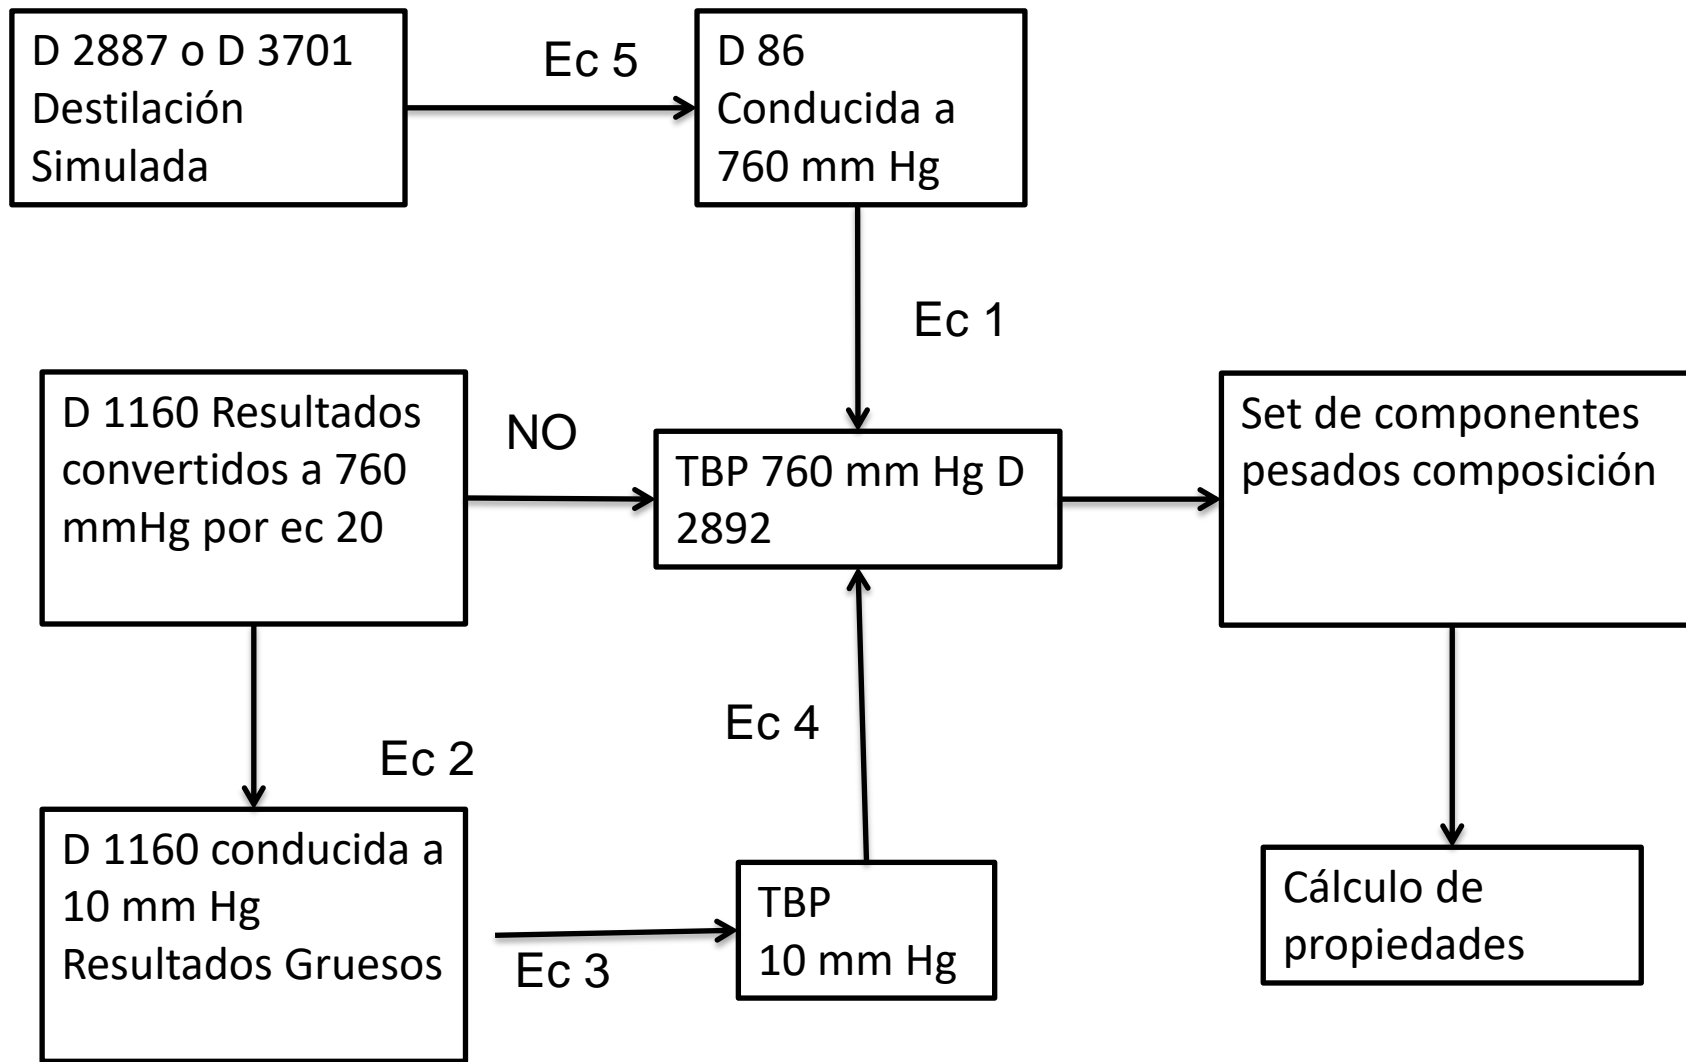 D 2887 o D 3701
Destilación
Simulada
Ec 5
D 86
Conducida a
760 mm Hg
Ec 1
D 1160 Resultados
convertidos a 760
mmHg por ec 20
NO
TBP 760 mm Hg D
2892
Set de componentes
pesados composición
Ec 4
Ec 2
D 1160 conducida a
10 mm Hg
Resultados Gruesos
Ec 3
TBP
10 mm Hg
Cálculo de
propiedades